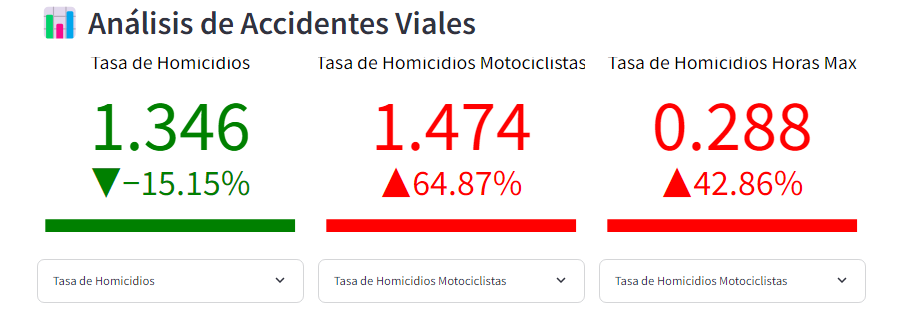 Análisis de Accidentes Viales
Tasa de Homicidios
Tasa de Homicidios Motociclistas
Tasa de Homicidios Horas Max
1.346
1.474
0.288
▼−15.15%
▲64.87%
▲42.86%
Tasa de Homicidios
Tasa de Homicidios Motociclistas
Tasa de Homicidios Motociclistas